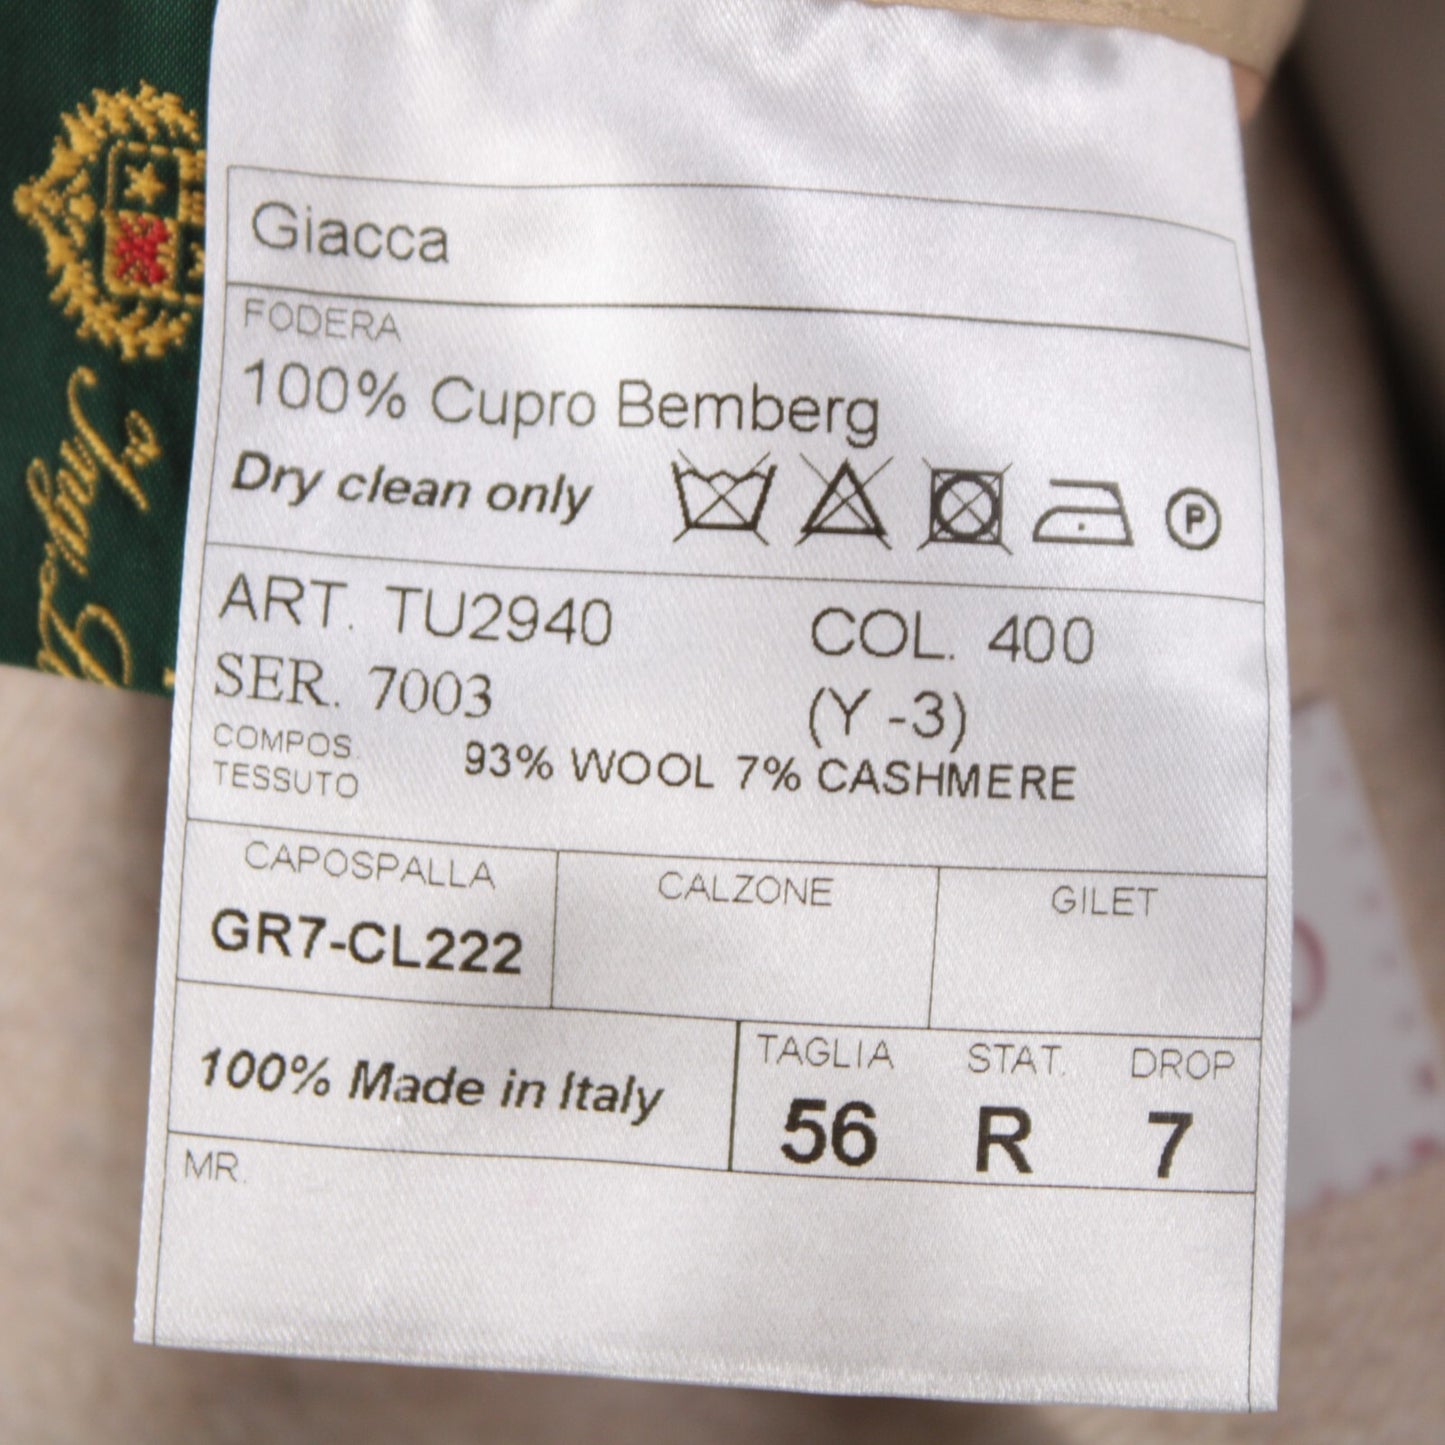 Giacca
FODERA
100% Cupro Bemberg
Dry clean only
P
ART. TU2940 COL. 400
SER. 7003 (Y -3)
COMPOS.
TESSUTO
93% WOOL 7% CASHMERE
CAPOSPALLA CALZONE GILET
GR7-CL222
100% Made in Italy
TAGLIA STAT. DROP
56 R 7
MR.
Ing.